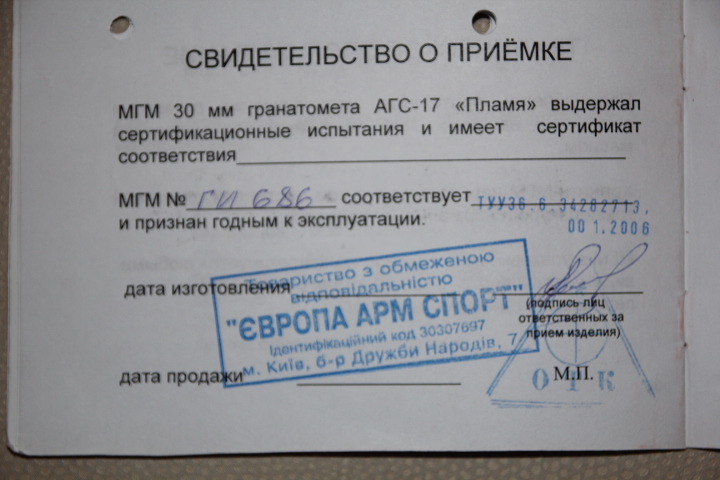 СВИДЕТЕЛЬСТВО О ПРИЁМКЕ
МГМ 30 мм гранатомета АГС-17 «Пламя» выдержал
сертификационные испытания и имеет сертификат
соответствия
МГМ № ГИ 686 соответствует ТУУ36.6.34262713.
001.2006
и признан годным к эксплуатации.
Товариство з обмеженою
відповідальністю
"ЄВРОПА АРМ СПОРТ"
Ідентифікаційний код 30307697
м. Київ, б-р Дружби Народів, 7
дата изготовления
(подпись лиц
ответственных за
прием изделия)
дата продажи
М.П.
О Т К